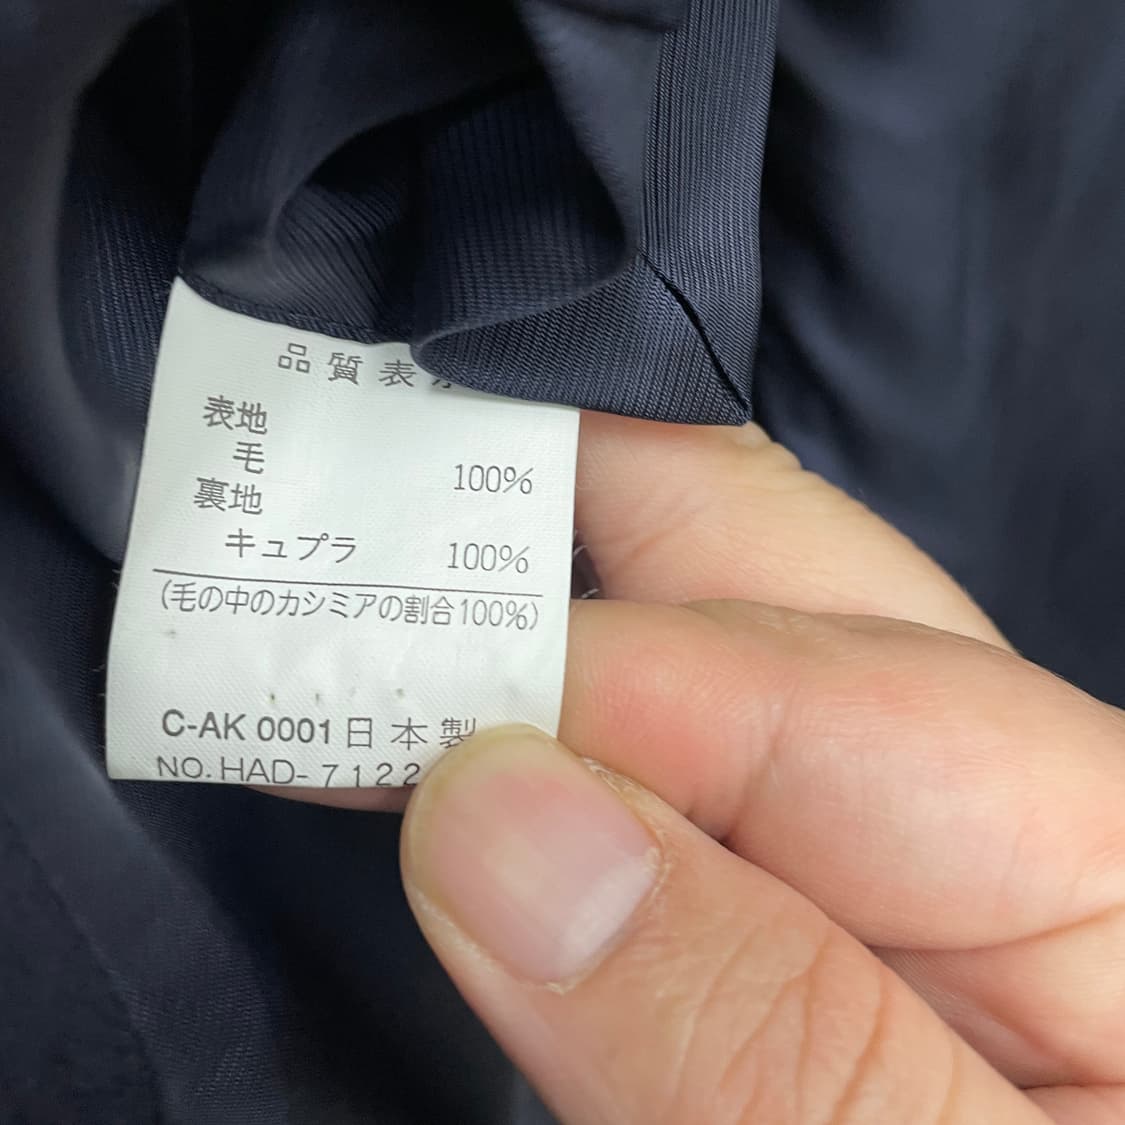 品質表
表地
毛 100%
裏地
キュプラ 100%
(毛の中のカシミアの割合100%)
C-AK 0001 日本製
NO. HAD-7122